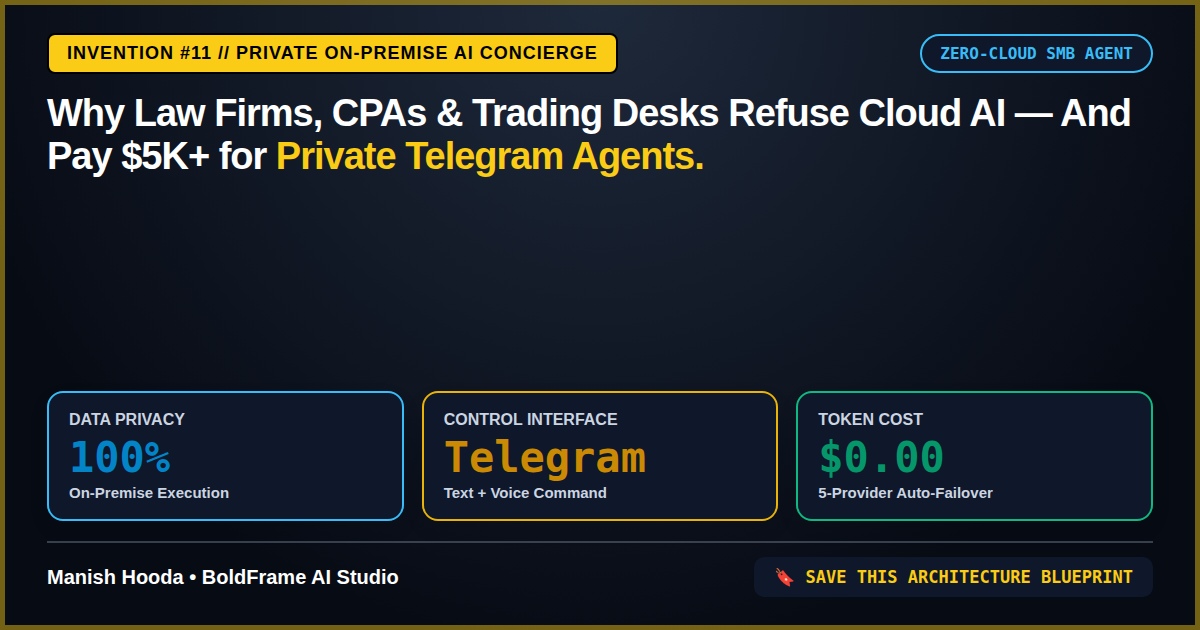 INVENTION #11 // PRIVATE ON-PREMISE AI CONCIERGE
ZERO-CLOUD SMB AGENT
Why Law Firms, CPAs & Trading Desks Refuse Cloud AI — And
Pay $5K+ for Private Telegram Agents.
DATA PRIVACY
100%
On-Premise Execution
CONTROL INTERFACE
Telegram
Text + Voice Command
TOKEN COST
$0.00
5-Provider Auto-Failover
Manish Hooda • BoldFrame AI Studio
🔖 SAVE THIS ARCHITECTURE BLUEPRINT